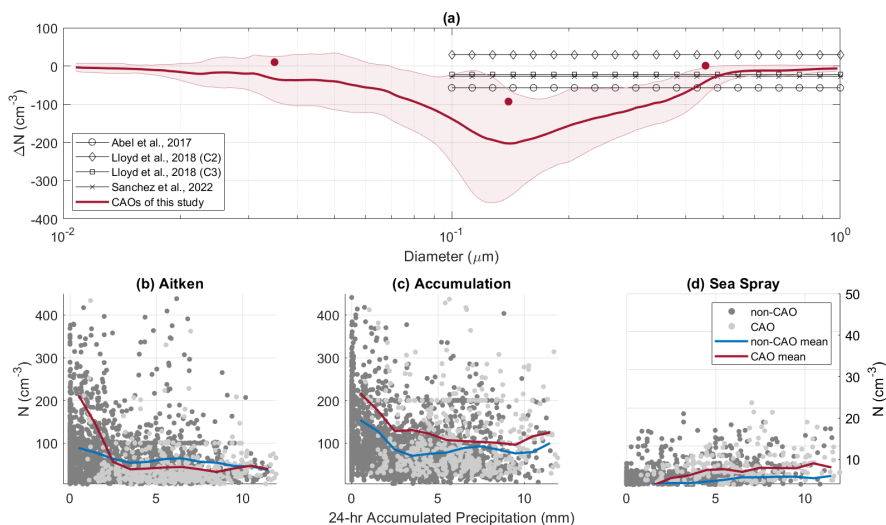 (a)
100
0
-100
-200
-300
-400
ΔN (cm-3)
Abel et al., 2017
Lloyd et al., 2018 (C2)
Lloyd et al., 2018 (C3)
Sanchez et al., 2022
CAOs of this study
10-2
10-1
100
Diameter (μm)
(b) Aitken
(c) Accumulation
(d) Sea Spray
400
300
200
100
N (cm-3)
0
5
10
400
300
200
100
0
5
10
non-CAO
CAO
non-CAO mean
CAO mean
50
40
30
20
10
N (cm-3)
0
5
10
24-hr Accumulated Precipitation (mm)